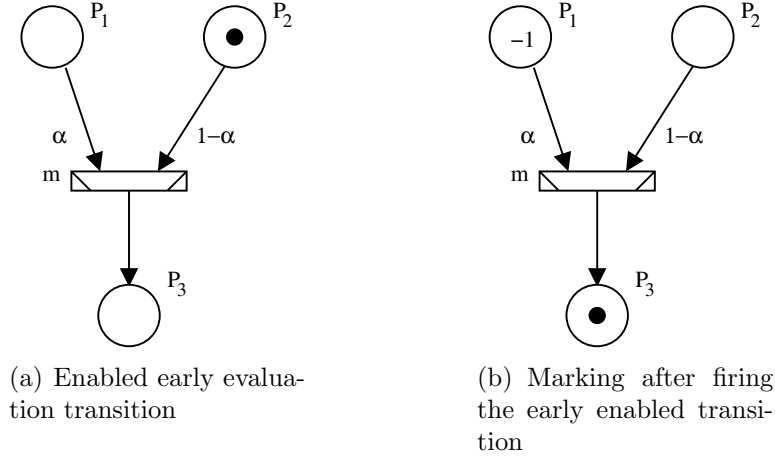 P1 P2
α 1−α
m
P3
(a) Enabled early evalua-
tion transition
P1 P2
−1
α 1−α
m
P3
(b) Marking after firing
the early enabled transi-
tion